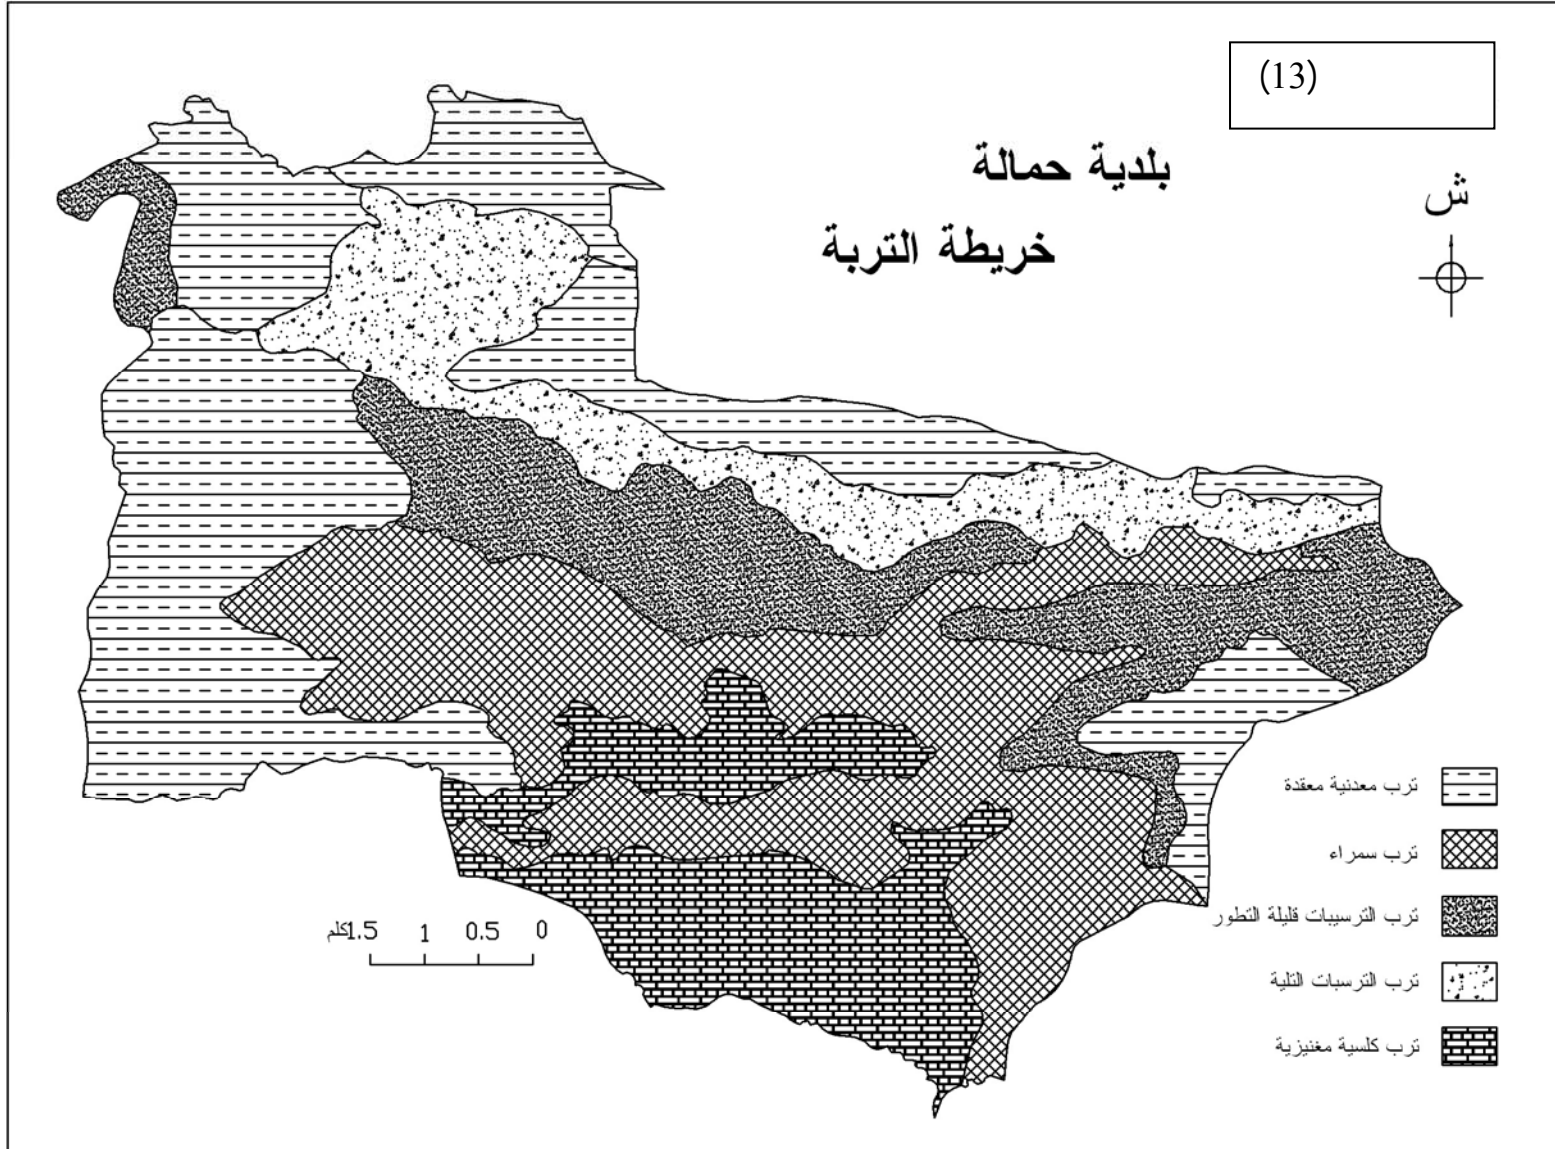 (13)
بلدية حمالة
خريطة التربة
ش
ترب معدنية معقدة
ترب سمراء
ترب الترسيبات قليلة التطور
ترب الترسبات التلية
ترب كلسية مغنيزية
0 0.5 1 1.5كلم